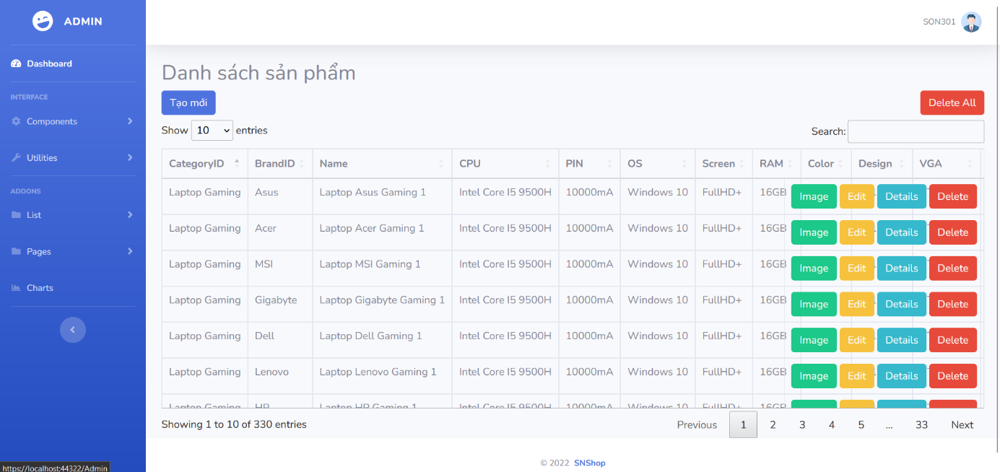 ADMIN
SON301
Dashboard
INTERFACE
Components
Utilities
ADDONS
List
Pages
Charts
Danh sách sản phẩm
Tạo mới
Delete All
Show 10 entries
Search:
CategoryID BrandID Name CPU PIN OS Screen RAM Color Design VGA
Laptop Gaming Asus Laptop Asus Gaming 1 Intel Core I5 9500H 10000mA Windows 10 FullHD+ 16GB Image Edit Details Delete
Laptop Gaming Acer Laptop Acer Gaming 1 Intel Core I5 9500H 10000mA Windows 10 FullHD+ 16GB Image Edit Details Delete
Laptop Gaming MSI Laptop MSI Gaming 1 Intel Core I5 9500H 10000mA Windows 10 FullHD+ 16GB Image Edit Details Delete
Laptop Gaming Gigabyte Laptop Gigabyte Gaming 1 Intel Core I5 9500H 10000mA Windows 10 FullHD+ 16GB Image Edit Details Delete
Laptop Gaming Dell Laptop Dell Gaming 1 Intel Core I5 9500H 10000mA Windows 10 FullHD+ 16GB Image Edit Details Delete
Laptop Gaming Lenovo Laptop Lenovo Gaming 1 Intel Core I5 9500H 10000mA Windows 10 FullHD+ 16GB Image Edit Details Delete
Laptop Gaming HP Laptop HP Gaming 1 Intel Core I5 9500H 10000mA Windows 10 FullHD+ 16GB
Showing 1 to 10 of 330 entries
Previous 1 2 3 4 5 ... 33 Next
© 2022 SNShop
https://localhost:44322/Admin